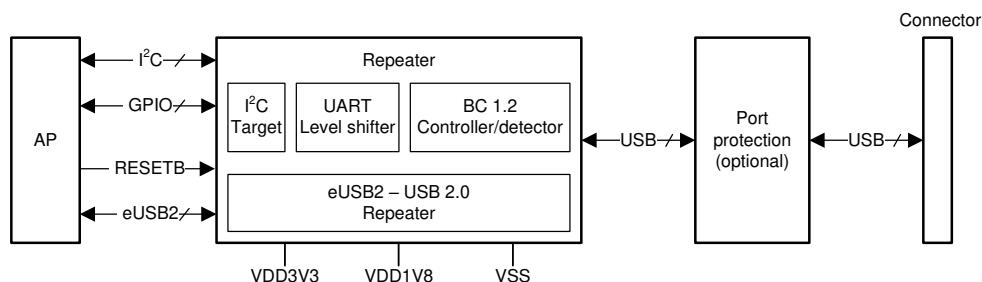 Connector
I²C
Repeater
GPIO
I²C
Target
UART
Level shifter
BC 1.2
Controller/detector
AP
USB
Port
protection
(optional)
USB
RESETB
eUSB2
eUSB2 – USB 2.0
Repeater
VDD3V3
VDD1V8
VSS